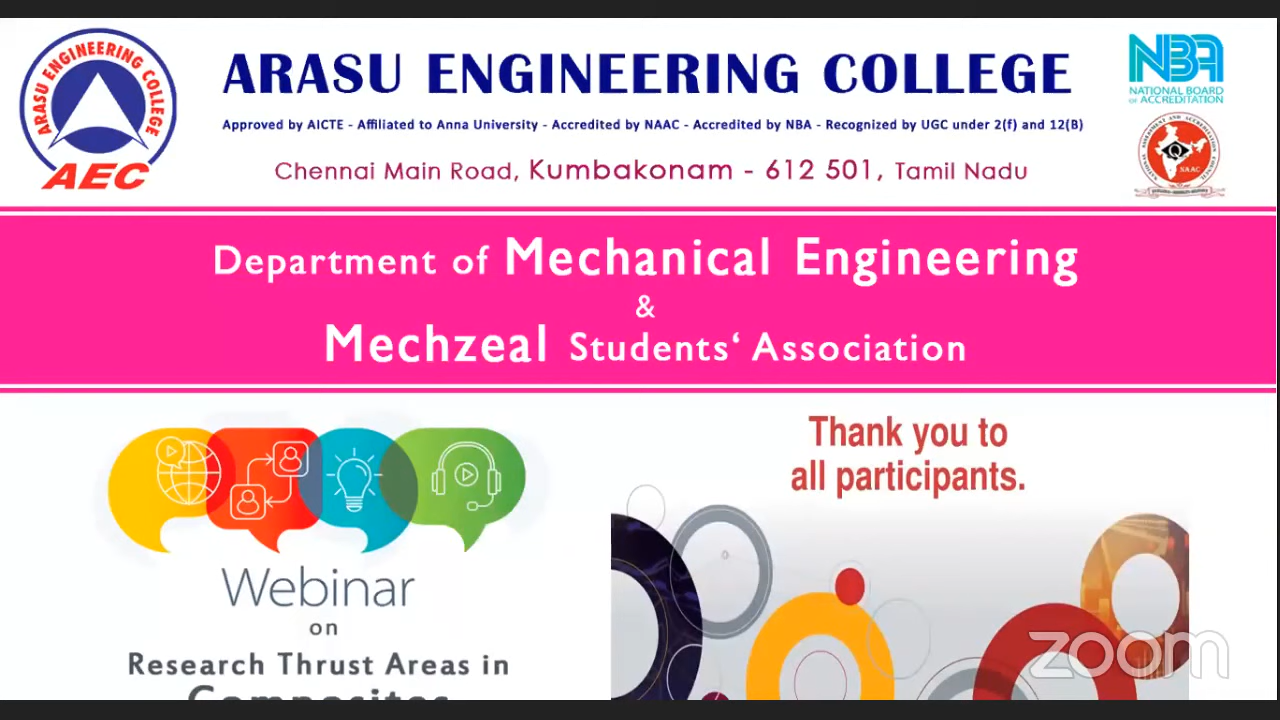 ARASU ENGINEERING COLLEGE
AEC
ARASU ENGINEERING COLLEGE
Approved by AICTE - Affiliated to Anna University - Accredited by NAAC - Accredited by NBA - Recognized by UGC under 2(f) and 12(B)
Chennai Main Road, Kumbakonam - 612 501, Tamil Nadu
NBA
NATIONAL BOARD
OF ACCREDITATION
NAAC
Department of Mechanical Engineering
&
Mechzeal Students‘ Association
Webinar
on
Research Thrust Areas in
Composites
Thank you to
all participants.
zoom